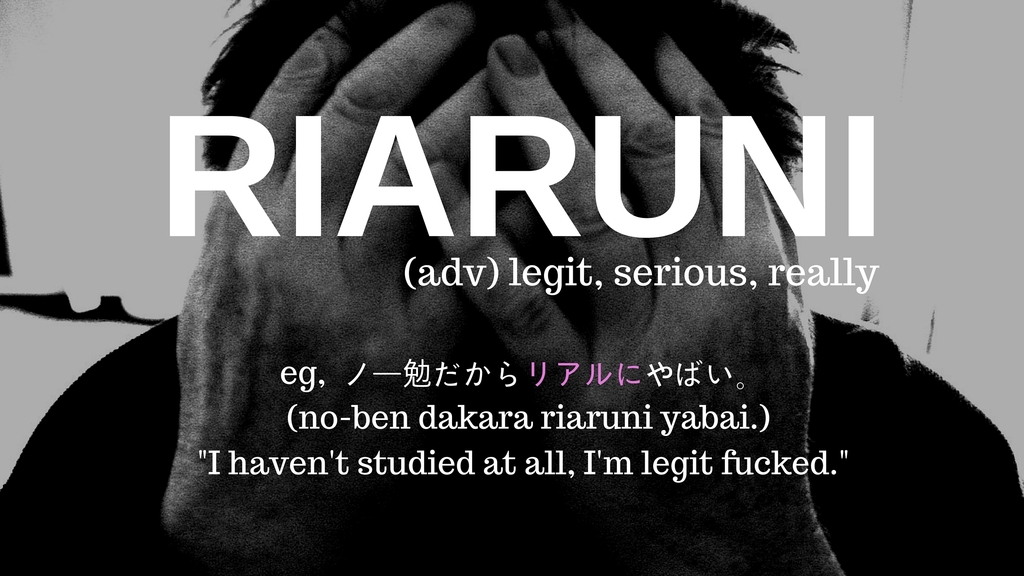 RIARUNI
(adv) legit, serious, really
eg, ノ―勉だからリアルにやばい。
(no-ben dakara riaruni yabai.)
"I haven't studied at all, I'm legit fucked."